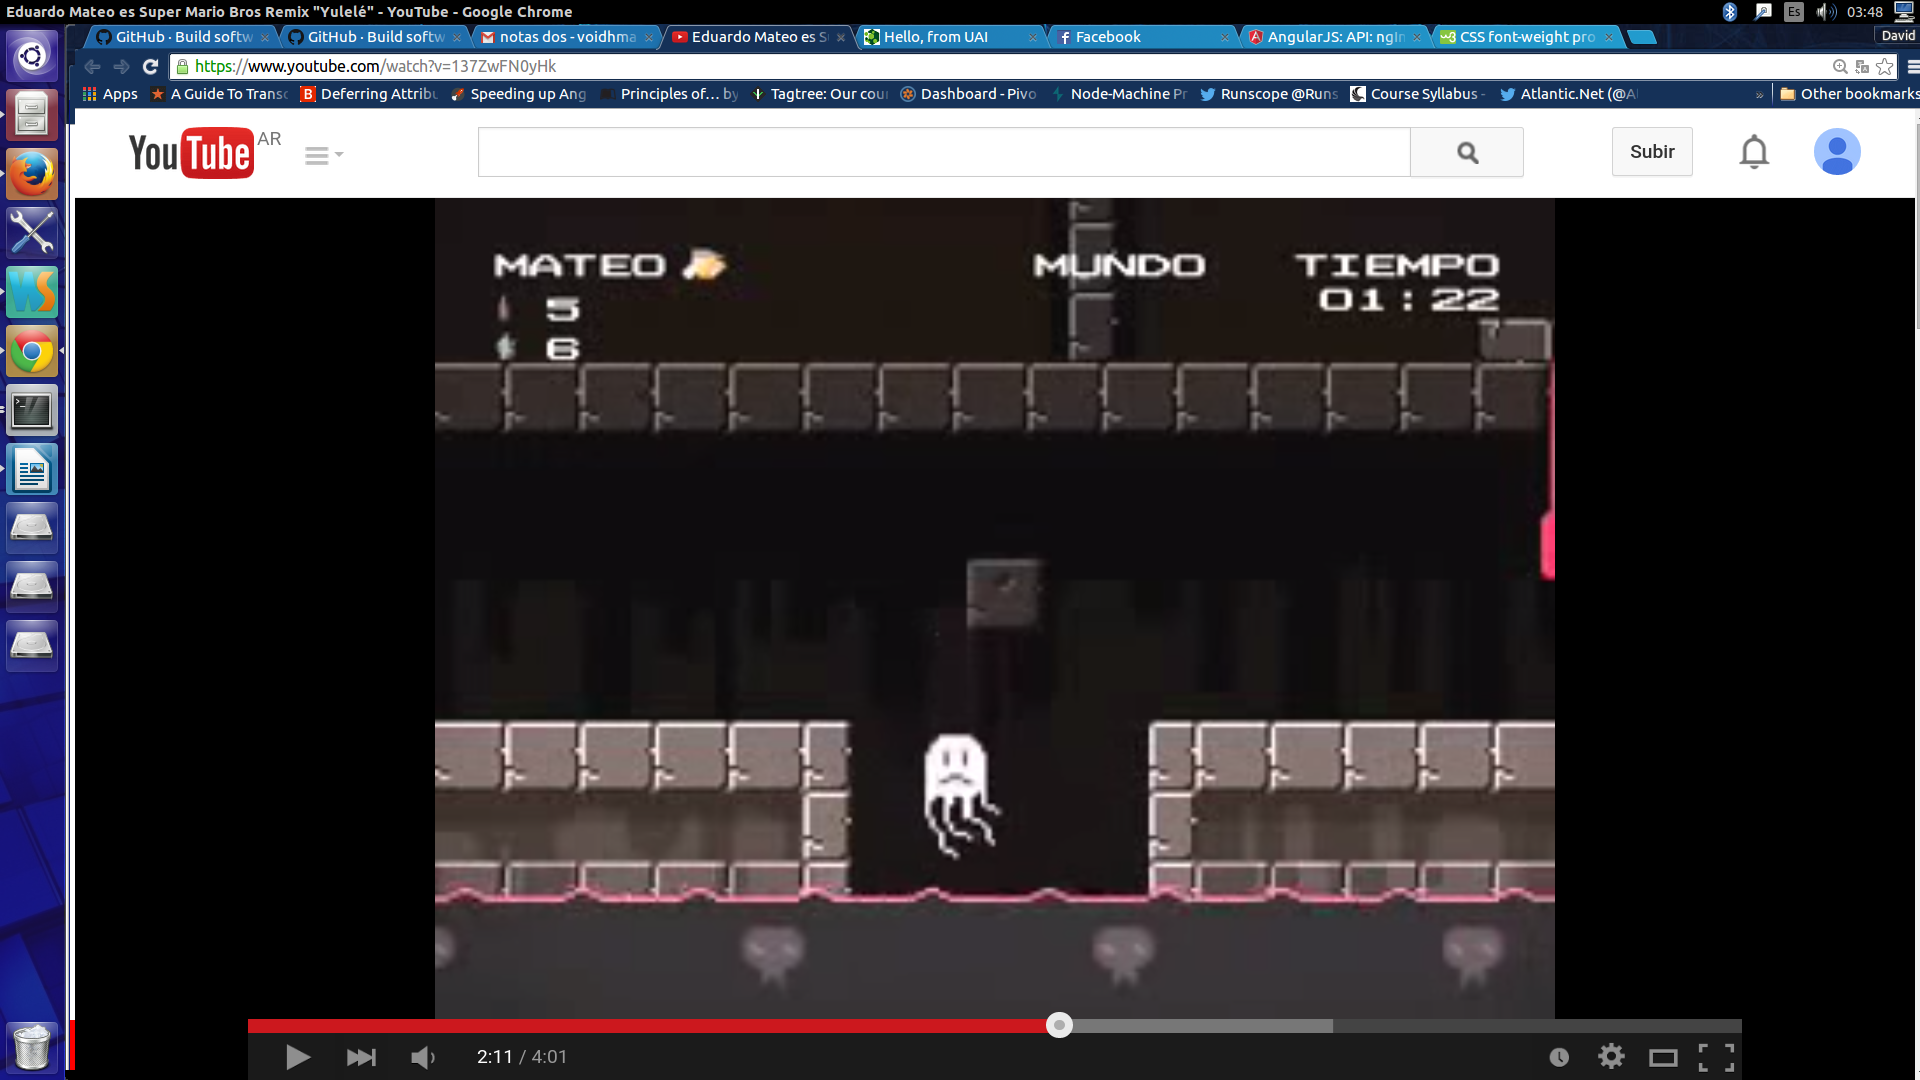 Eduardo Mateo es Super Mario Bros Remix "Yulelé" - YouTube - Google Chrome
Es
03:48
GitHub · Build softw
GitHub · Build softw
notas dos - voidhma
Eduardo Mateo es S
Hello, from UAI
Facebook
AngularJS: API: ngIn
CSS font-weight pro
David
https://www.youtube.com/watch?v=137ZwFN0yHk
Apps
A Guide To Transc
Deferring Attribu
Speeding up Ang
Principles of... by
Tagtree: Our cou
Dashboard - Pivo
Node-Machine Pr
Runscope @Runs
Course Syllabus -
Atlantic.Net (@A
»
Other bookmarks
YouTube AR
Subir
MATEO
MUNDO
TIEMPO
5
01:22
6
2:11 / 4:01